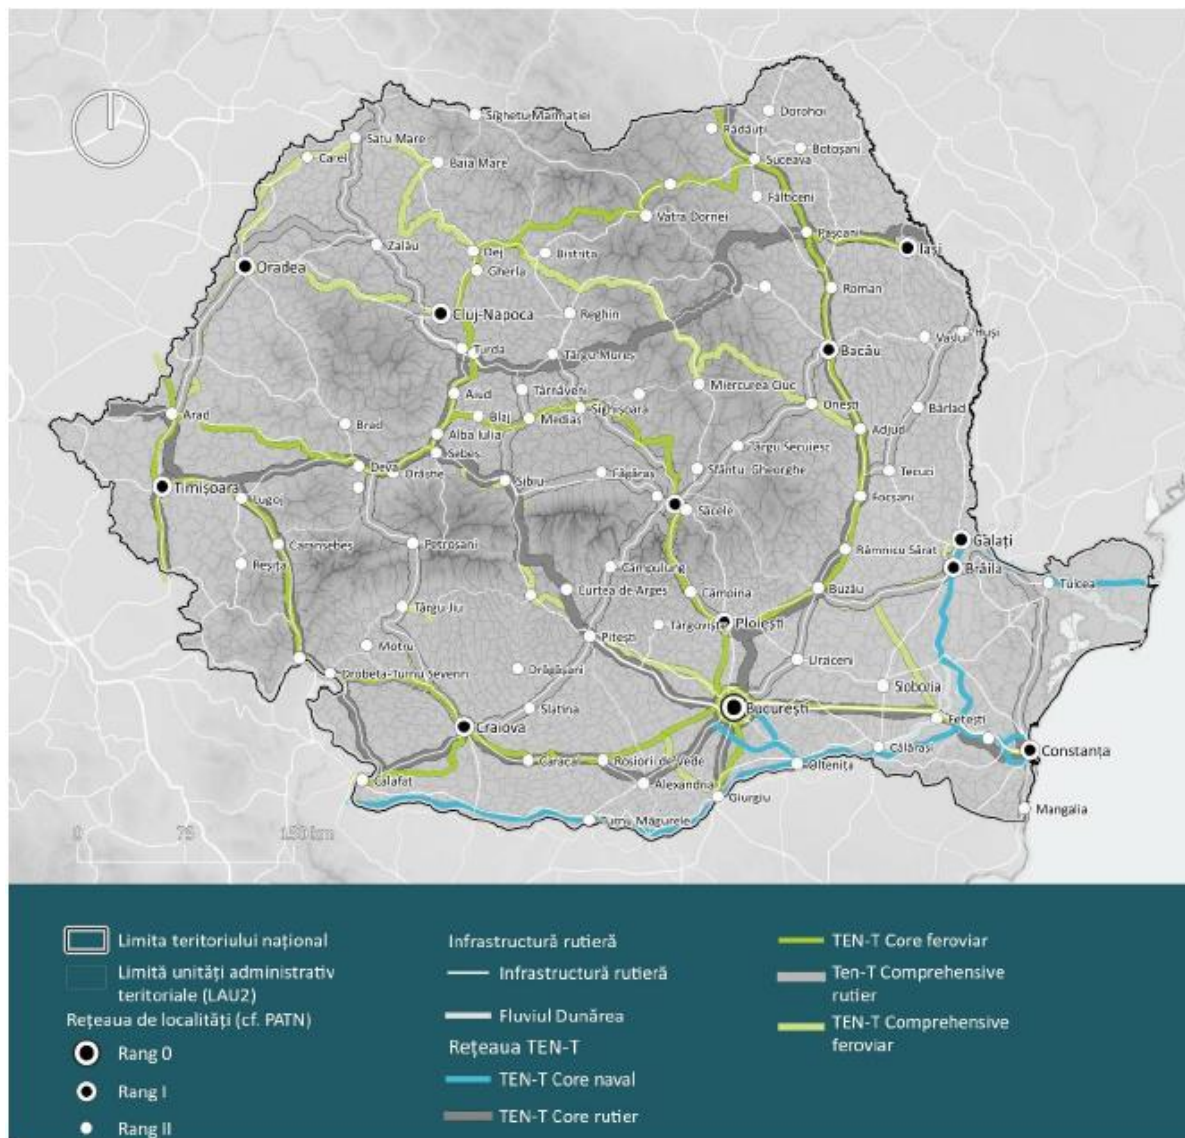 Dorohoi
Sighetu Marmației
Rădăuți
Satu Mare
Botoșani
Carei
Baia Mare
Suceava
Fălticeni
Vatra Dornei
Pașcani
Zalău
Dej
Bistrița
Iași
Oradea
Gherla
Roman
Cluj-Napoca
Reghin
Huși
Vaslui
Turda
Târgu-Mureș
Bacău
Miercurea Ciuc
Aiud
Târnăveni
Sighișoara
Onești
Bârlad
Arad
Blaj
Medias
Brad
Alba Iulia
Adjud
Târgu Secuiesc
Sebeș
Deva
Orăștie
Făgăraș
Sfântu Gheorghe
Tecuci
Timișoara
Sibiu
Lugoj
Focșani
Săcele
Caransebeș
Petroșani
Galați
Râmnicu Sărat
Reșița
Câmpulung
Brăila
Tulcea
Curtea de Argeș
Câmpina
Buzău
Târgu-Jiu
Târgoviște
Ploiești
Motru
Pitești
Urziceni
Drobeta-Turnu Severin
Drăgășani
Slobozia
Slatina
București
Fetești
Craiova
Călărași
Constanța
Caracal
Roșiori de Vede
Oltenița
Calafat
Alexandria
Giurgiu
Mangalia
Turnu Măgurele
0 75 150 km
Limita teritoriului național
Limită unități administrativ
teritoriale (LAU2)
Rețeaua de localități (cf. PATN)
Rang 0
Rang I
Rang II
Infrastructură rutieră
Infrastructură rutieră
Fluviul Dunărea
Rețeaua TEN-T
TEN-T Core naval
TEN-T Core rutier
TEN-T Core feroviar
Ten-T Comprehensive
rutier
TEN-T Comprehensive
feroviar